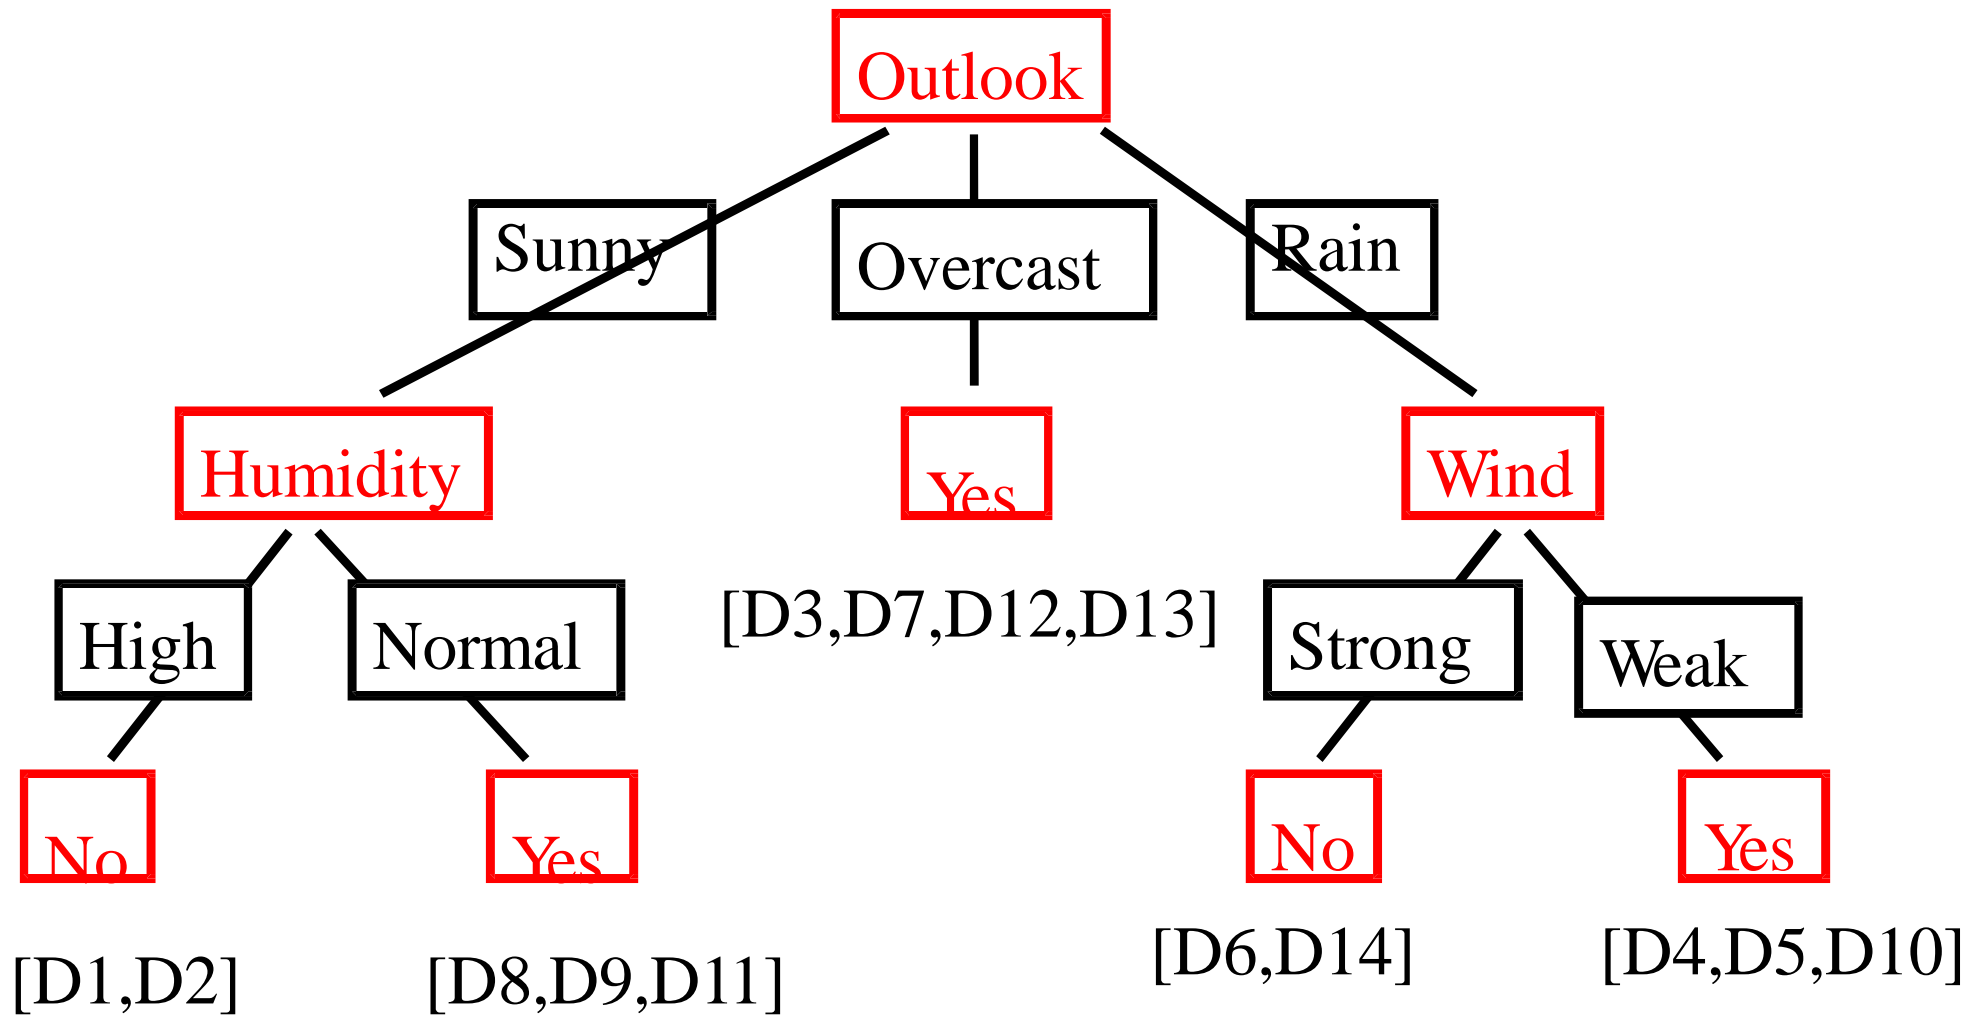 Outlook
Sunny
Overcast
Rain
Humidity
Yes
Wind
High
Normal
[D3,D7,D12,D13]
Strong
Weak
No
Yes
No
Yes
[D1,D2]
[D8,D9,D11]
[D6,D14]
[D4,D5,D10]